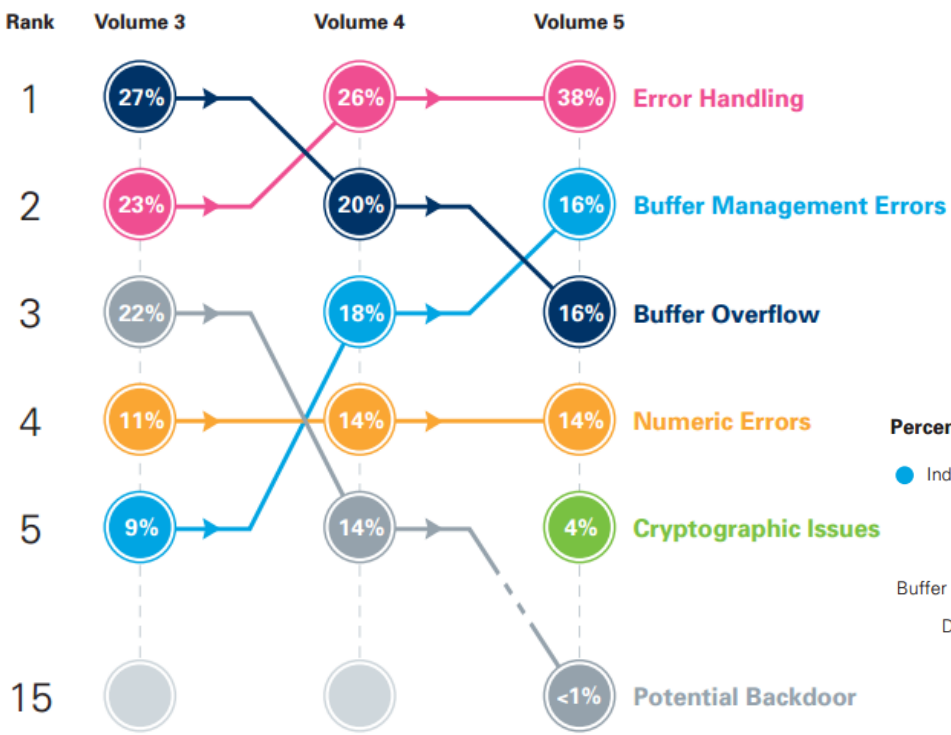 Rank Volume 3 Volume 4 Volume 5
1 27% 26% 38% Error Handling
2 23% 20% 16% Buffer Management Errors
3 22% 18% 16% Buffer Overflow
4 11% 14% 14% Numeric Errors
Percen
Ind
5 9% 14% 4% Cryptographic Issues
Buffer
D
15 <1% Potential Backdoor